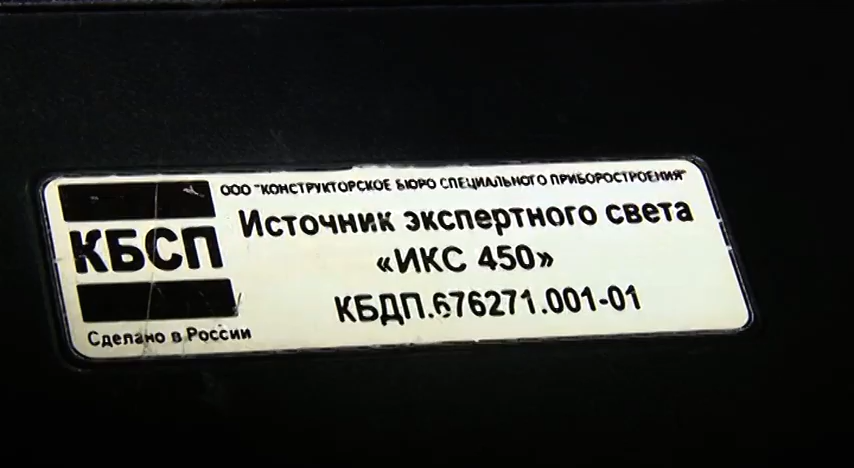 КБСП
Сделано в России
ООО "КОНСТРУКТОРСКОЕ БЮРО СПЕЦИАЛЬНОГО ПРИБОРОСТРОЕНИЯ"
Источник экспертного света
«ИКС 450»
КБДП.676271.001-01